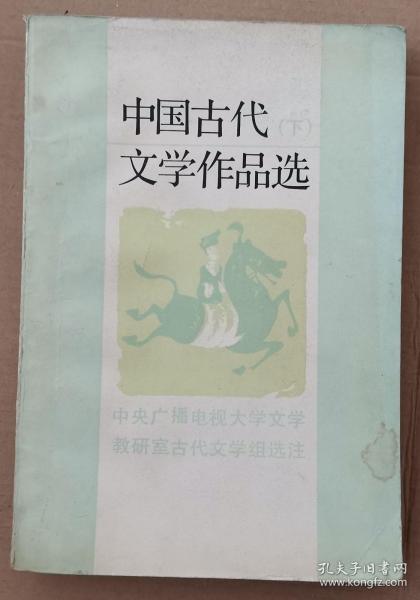 中国古代(下)
文学作品选
中央广播电视大学文学
教研室古代文学组选注
孔夫子旧书网
www.kongfz.com